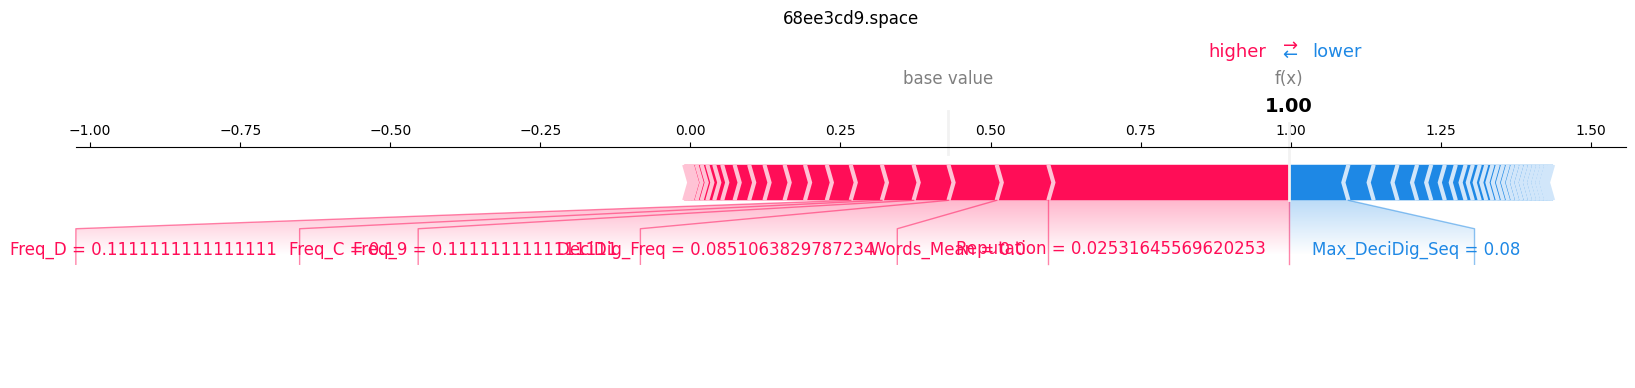 68ee3cd9.space
higher → ← lower
base value f(x)
1.00
−1.00 −0.75 −0.50 −0.25 0.00 0.25 0.50 0.75 1.00 1.25 1.50
Freq_D = 0.1111111111111111 Freq_C = 0.1 Freq_9 = 0.1111111111111111 DeciDig_Freq = 0.0851063829787234 Words_Mean = 0.0 Reputation = 0.02531645569620253 Max_DeciDig_Seq = 0.08